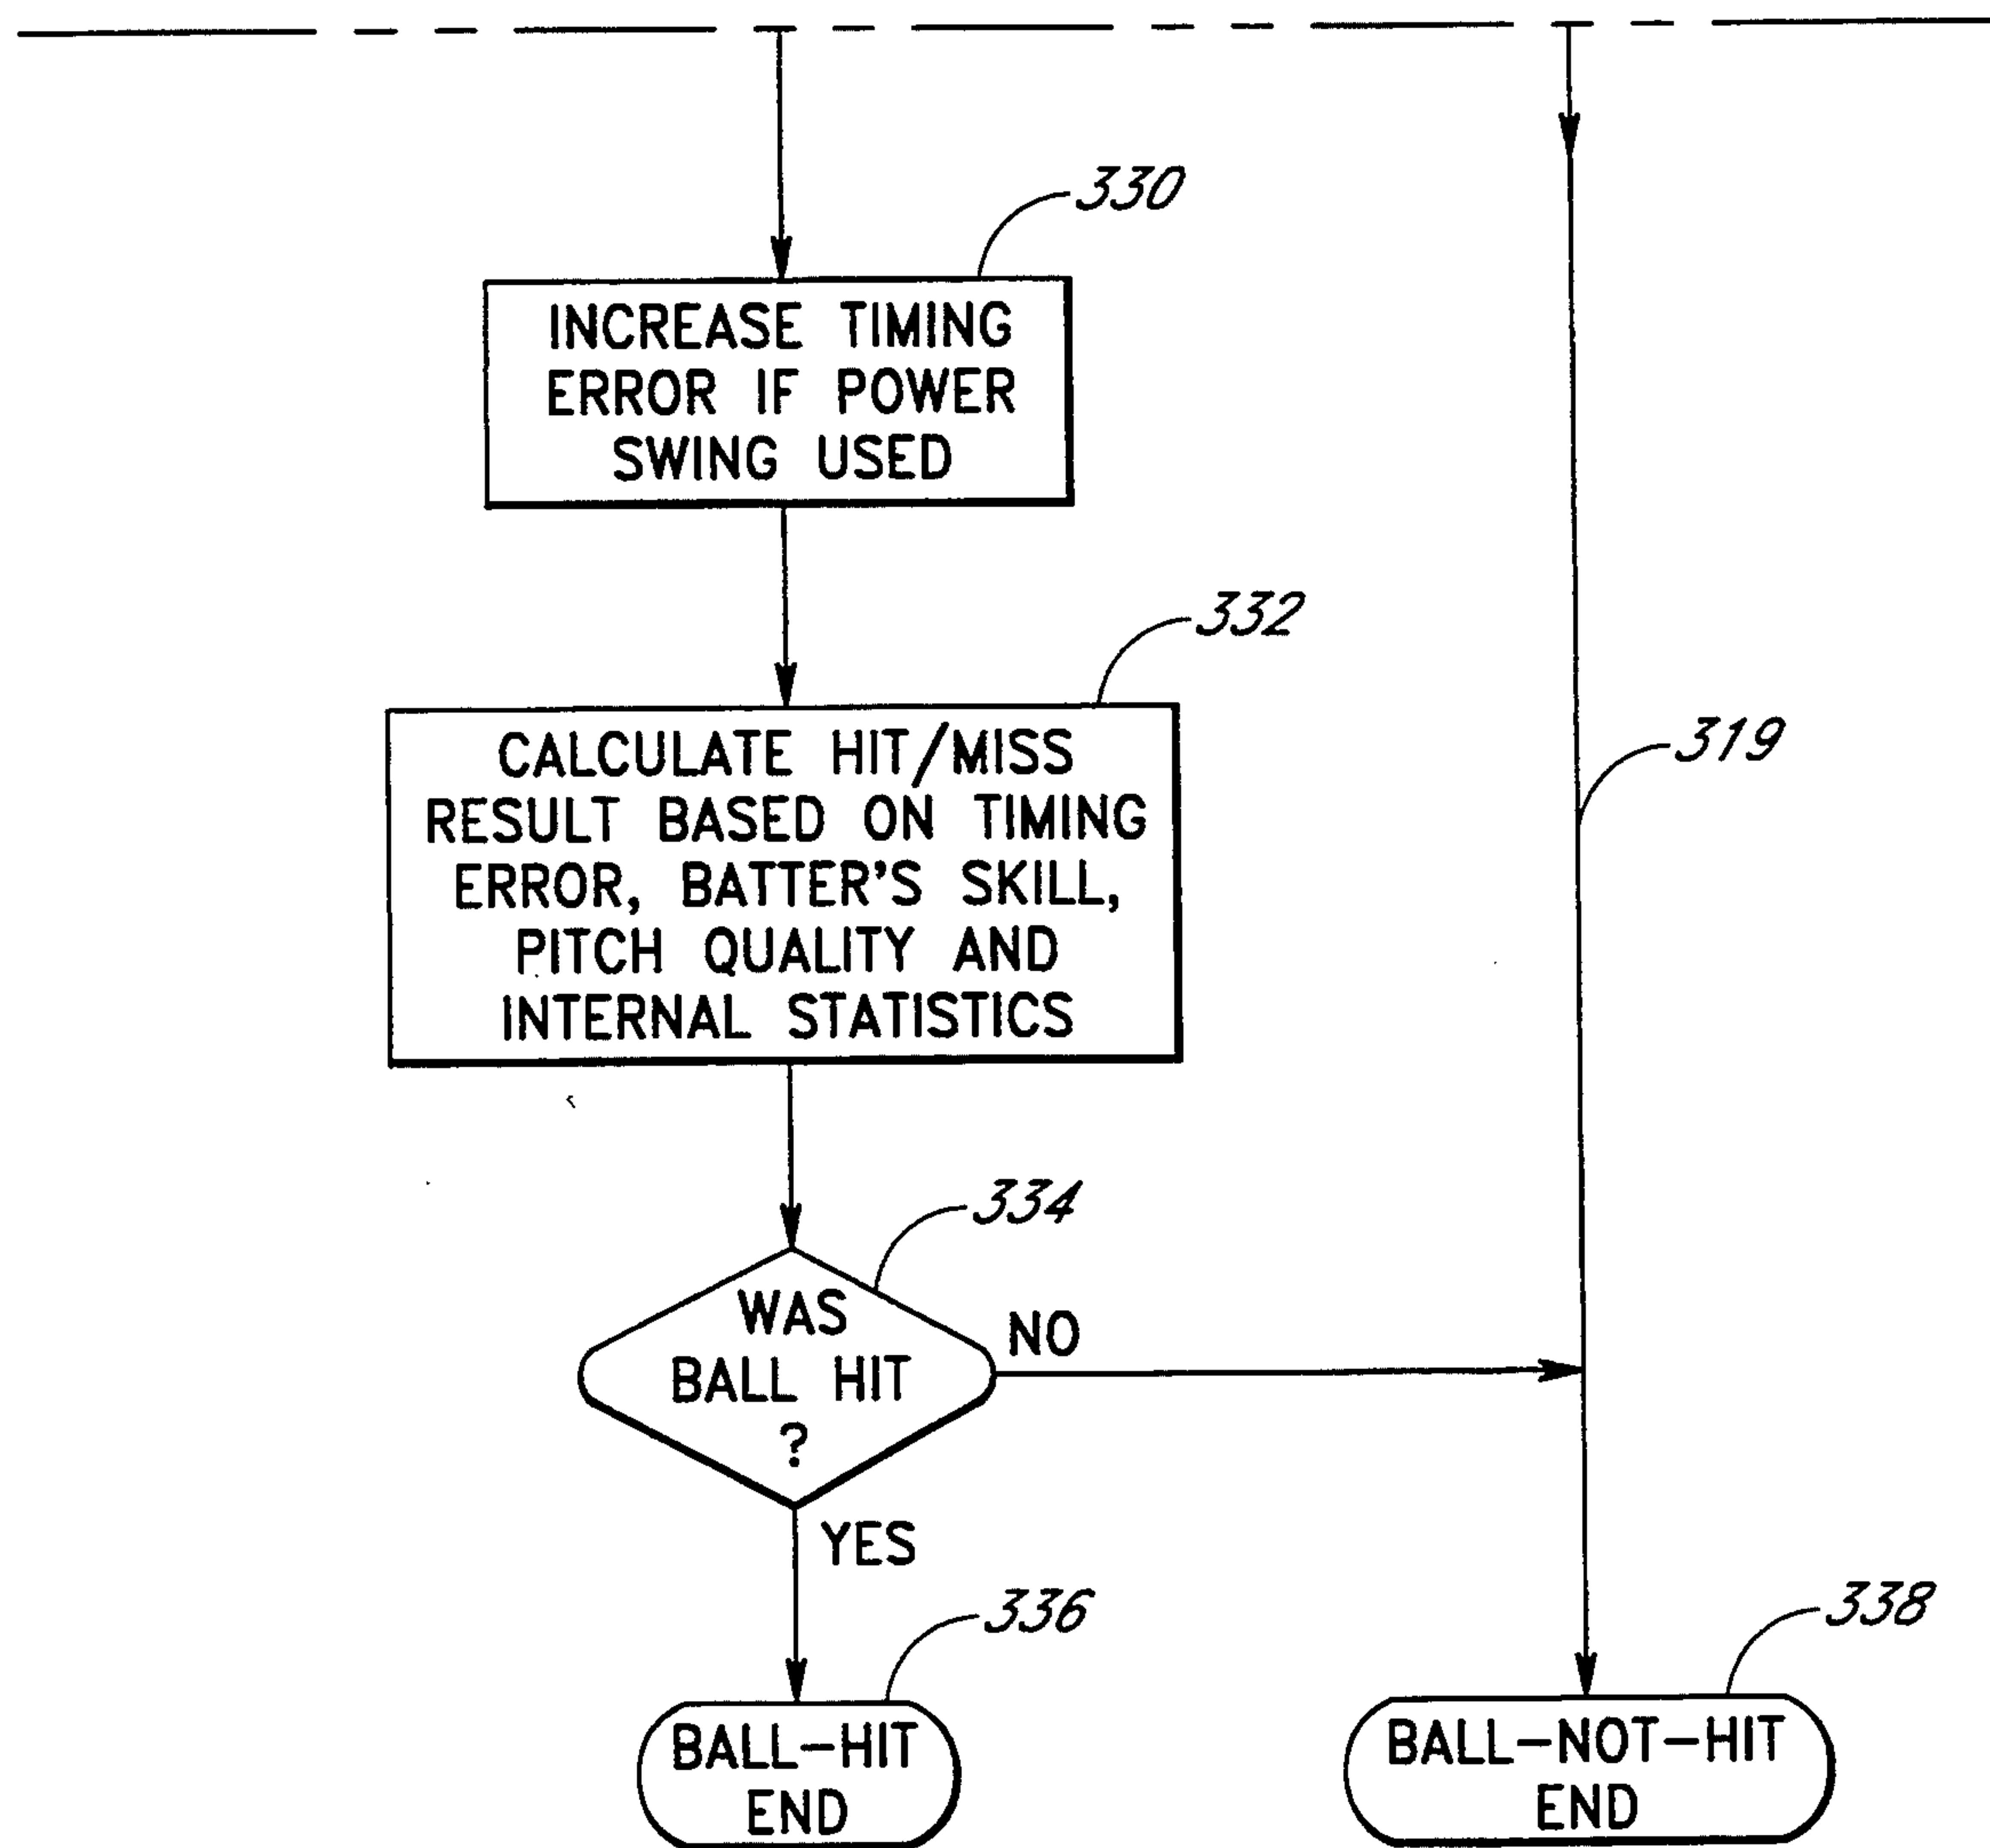 330
INCREASE TIMING
ERROR IF POWER
SWING USED
332
CALCULATE HIT/MISS
RESULT BASED ON TIMING
ERROR, BATTER'S SKILL,
PITCH QUALITY AND
INTERNAL STATISTICS
319
334
WAS
BALL HIT
?
NO
YES
336
BALL-HIT
END
338
BALL-NOT-HIT
END